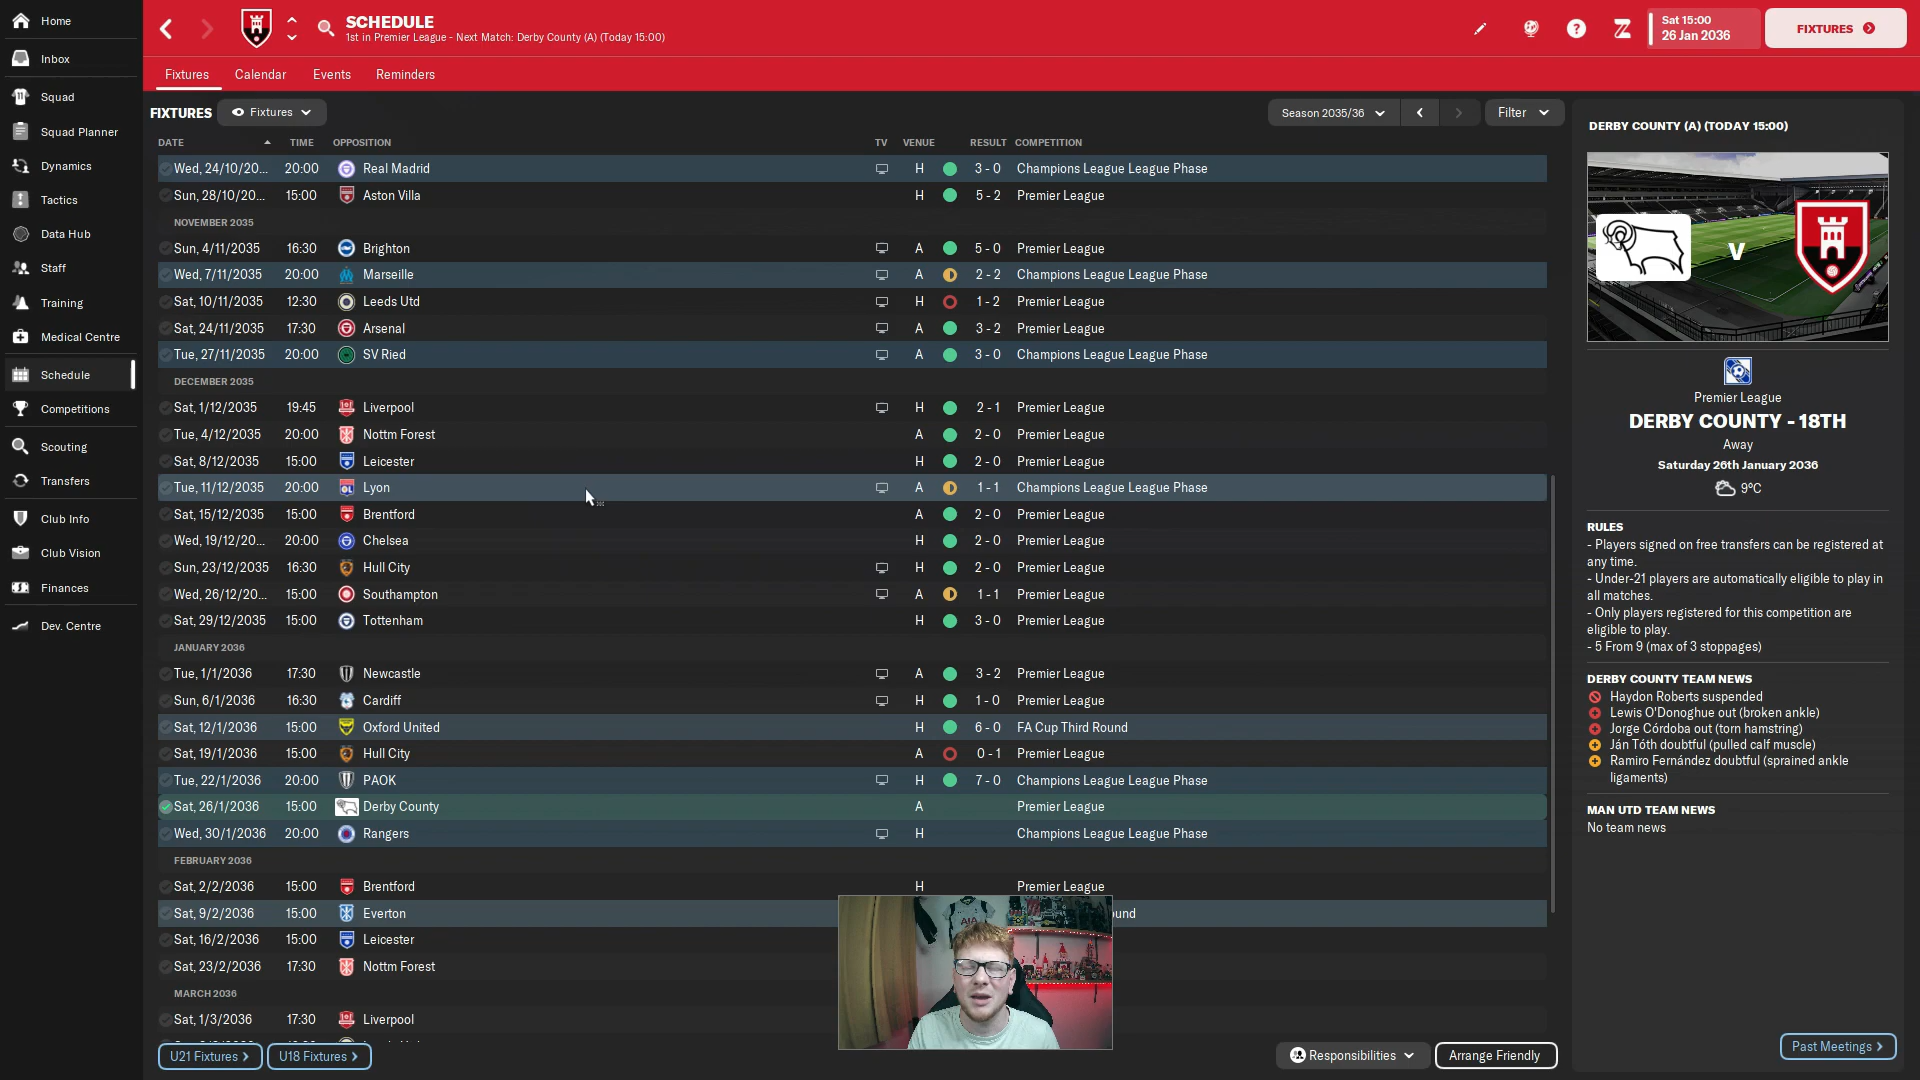 Home
SCHEDULE
1st in Premier League - Next Match: Derby County (A) (Today 15:00)
Sat 15:00
26 Jan 2036
FIXTURES
Inbox
Squad
Squad Planner
Dynamics
Tactics
Data Hub
Staff
Training
Medical Centre
Schedule
Competitions
Scouting
Transfers
Club Info
Club Vision
Finances
Dev. Centre
Fixtures Calendar Events Reminders
FIXTURES Fixtures Season 2035/36 Filter
DATE TIME OPPOSITION TV VENUE RESULT COMPETITION
Wed, 24/10/20... 20:00 Real Madrid H 3 - 0 Champions League League Phase
Sun, 28/10/20... 15:00 Aston Villa H 5 - 2 Premier League
NOVEMBER 2035
Sun, 4/11/2035 16:30 Brighton A 5 - 0 Premier League
Wed, 7/11/2035 20:00 Marseille A 2 - 2 Champions League League Phase
Sat, 10/11/2035 12:30 Leeds Utd H 1 - 2 Premier League
Sat, 24/11/2035 17:30 Arsenal A 3 - 2 Premier League
Tue, 27/11/2035 20:00 SV Ried A 3 - 0 Champions League League Phase
DECEMBER 2035
Sat, 1/12/2035 19:45 Liverpool H 2 - 1 Premier League
Tue, 4/12/2035 20:00 Nottm Forest A 2 - 0 Premier League
Sat, 8/12/2035 15:00 Leicester H 2 - 0 Premier League
Tue, 11/12/2035 20:00 Lyon A 1 - 1 Champions League League Phase
Sat, 15/12/2035 15:00 Brentford A 2 - 0 Premier League
Wed, 19/12/20... 20:00 Chelsea H 2 - 0 Premier League
Sun, 23/12/2035 16:30 Hull City H 2 - 0 Premier League
Wed, 26/12/20... 15:00 Southampton A 1 - 1 Premier League
Sat, 29/12/2035 15:00 Tottenham H 3 - 0 Premier League
JANUARY 2036
Tue, 1/1/2036 17:30 Newcastle A 3 - 2 Premier League
Sun, 6/1/2036 16:30 Cardiff H 1 - 0 Premier League
Sat, 12/1/2036 15:00 Oxford United H 6 - 0 FA Cup Third Round
Sat, 19/1/2036 15:00 Hull City A 0 - 1 Premier League
Tue, 22/1/2036 20:00 PAOK H 7 - 0 Champions League League Phase
Sat, 26/1/2036 15:00 Derby County A Premier League
Wed, 30/1/2036 20:00 Rangers H Champions League League Phase
FEBRUARY 2036
Sat, 2/2/2036 15:00 Brentford H Premier League
Sat, 9/2/2036 15:00 Everton ound
Sat, 16/2/2036 15:00 Leicester
Sat, 23/2/2036 17:30 Nottm Forest
MARCH 2036
Sat, 1/3/2036 17:30 Liverpool
U21 Fixtures U18 Fixtures Responsibilities Arrange Friendly
DERBY COUNTY (A) (TODAY 15:00)
V
Premier League
DERBY COUNTY - 18TH
Away
Saturday 26th January 2036
9ºC
RULES
- Players signed on free transfers can be registered at
any time.
- Under-21 players are automatically eligible to play in
all matches.
- Only players registered for this competition are
eligible to play.
- 5 From 9 (max of 3 stoppages)
DERBY COUNTY TEAM NEWS
Haydon Roberts suspended
Lewis O'Donoghue out (broken ankle)
Jorge Córdoba out (torn hamstring)
Ján Tóth doubtful (pulled calf muscle)
Ramiro Fernández doubtful (sprained ankle
ligaments)
MAN UTD TEAM NEWS
No team news
Past Meetings
AIA